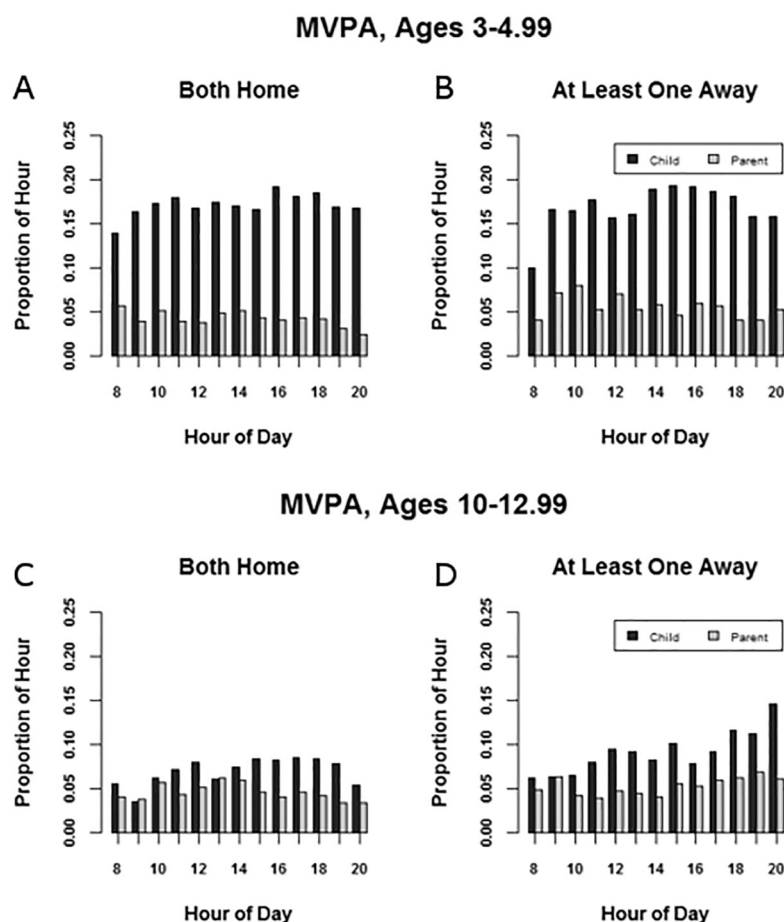 MVPA, Ages 3-4.99
A
Both Home
Proportion of Hour
0.25
0.20
0.15
0.10
0.05
0.00
8 10 12 14 16 18 20
Hour of Day
B
At Least One Away
Child Parent
Proportion of Hour
0.25
0.20
0.15
0.10
0.05
0.00
8 10 12 14 16 18 20
Hour of Day
MVPA, Ages 10-12.99
C
Both Home
Proportion of Hour
0.25
0.20
0.15
0.10
0.05
0.00
8 10 12 14 16 18 20
Hour of Day
D
At Least One Away
Child Parent
Proportion of Hour
0.25
0.20
0.15
0.10
0.05
0.00
8 10 12 14 16 18 20
Hour of Day